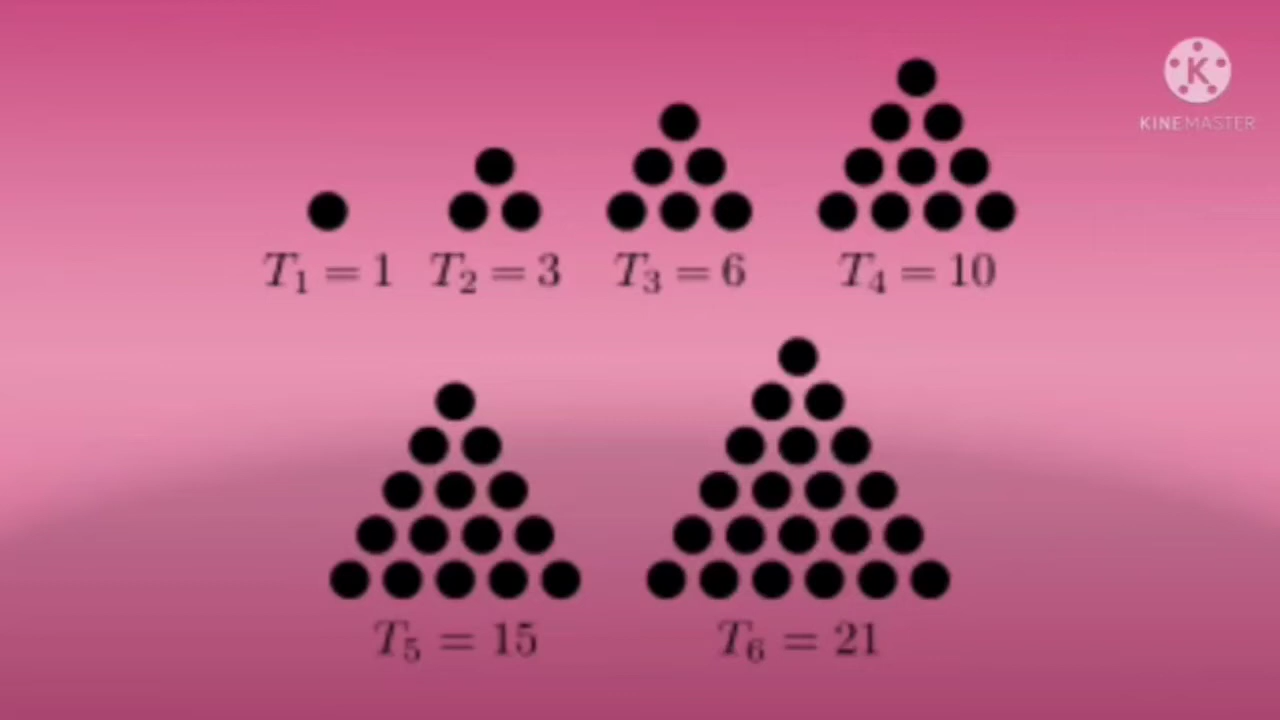 K
KINEMASTER
T₁ = 1 T₂ = 3 T₃ = 6 T₄ = 10
T₅ = 15 T₆ = 21